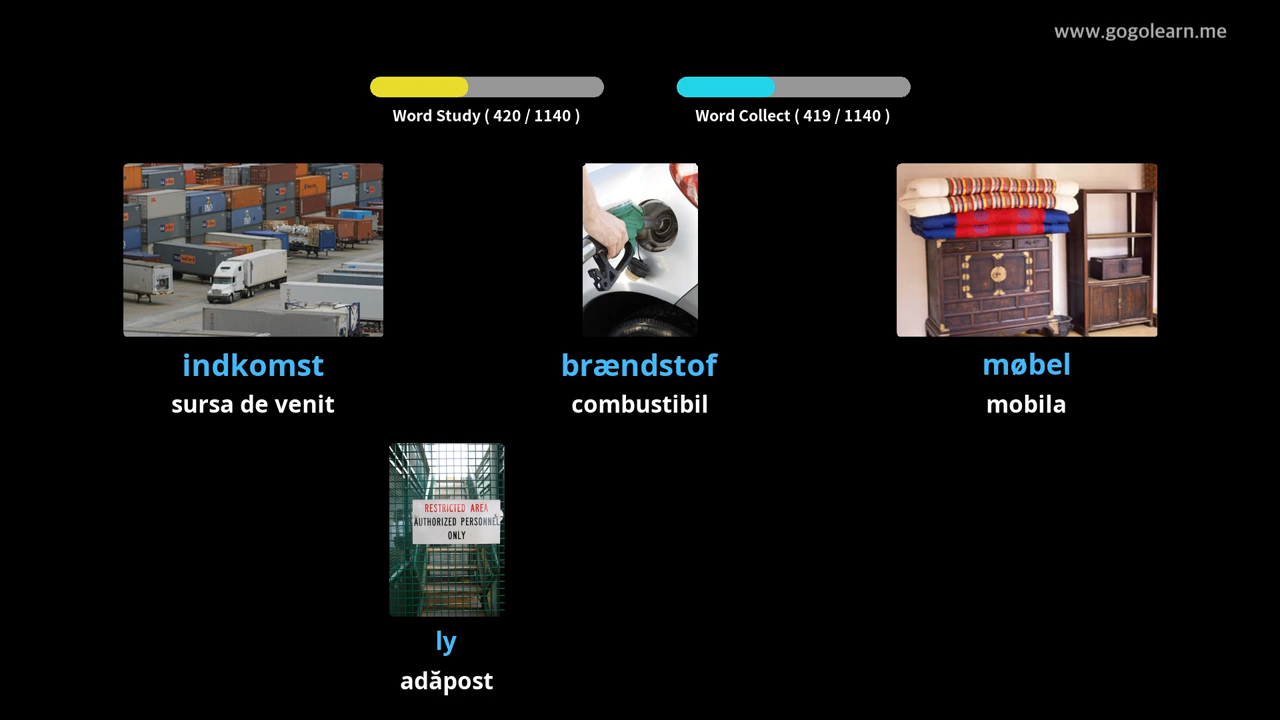 www.gogolearn.me
Word Study ( 420 / 1140 )
Word Collect ( 419 / 1140 )
indkomst
brændstof
møbel
sursa de venit
combustibil
mobila
RESTRICTED AREA
AUTHORIZED PERSONNEL
ONLY
ly
adăpost